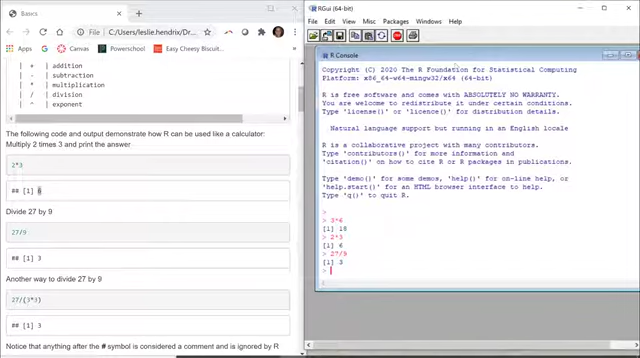 Basics
RGui (64-bit)
C:/Users/leslie.hendrix/Dr...
File Edit View Misc Packages Windows Help
Google
Canvas
Powerschool
Easy Cheesy Biscuit...
R Console
| + | addition
| - | subtraction
| * | multiplication
| / | division
| ^ | exponent
The following code and output demonstrate how R can be used like a calculator:
Multiply 2 times 3 and print the answer
2*3
## [1] 6
Divide 27 by 9
27/9
## [1] 3
Another way to divide 27 by 9
27/(3*3)
## [1] 3
Notice that anything after the # symbol is considered a comment and is ignored by R
Copyright (C) 2020 The R Foundation for Statistical Computing
Platform: x86_64-w64-mingw32/x64 (64-bit)
R is free software and comes with ABSOLUTELY NO WARRANTY.
You are welcome to redistribute it under certain conditions.
Type 'license()' or 'licence()' for distribution details.
Natural language support but running in an English locale
R is a collaborative project with many contributors.
Type 'contributors()' for more information and
'citation()' on how to cite R or R packages in publications.
Type 'demo()' for some demos, 'help()' for on-line help, or
'help.start()' for an HTML browser interface to help.
Type 'q()' to quit R.
>
> 3*6
[1] 18
> 2*3
[1] 6
> 27/9
[1] 3
>